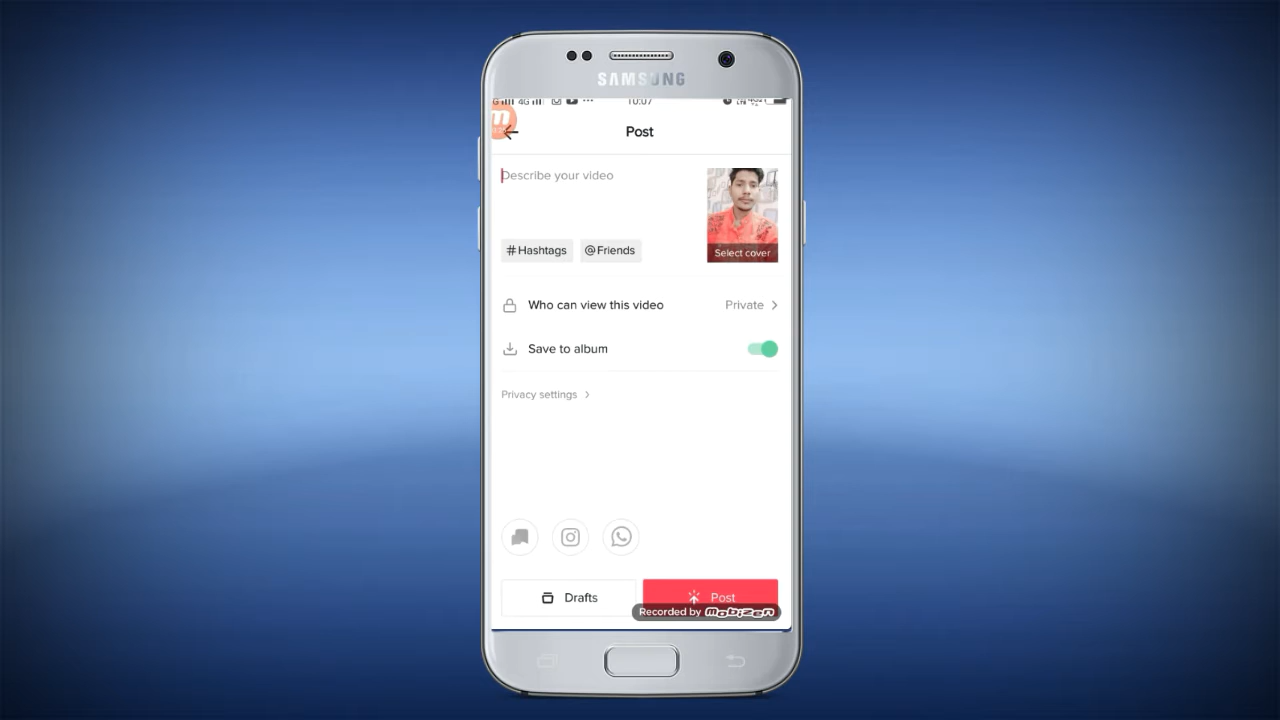 SAMSUNG
4G 10:07
Post
Describe your video
#Hashtags @Friends
Select cover
Who can view this video Private
Save to album
Privacy settings
Drafts Post
Recorded by mobizen